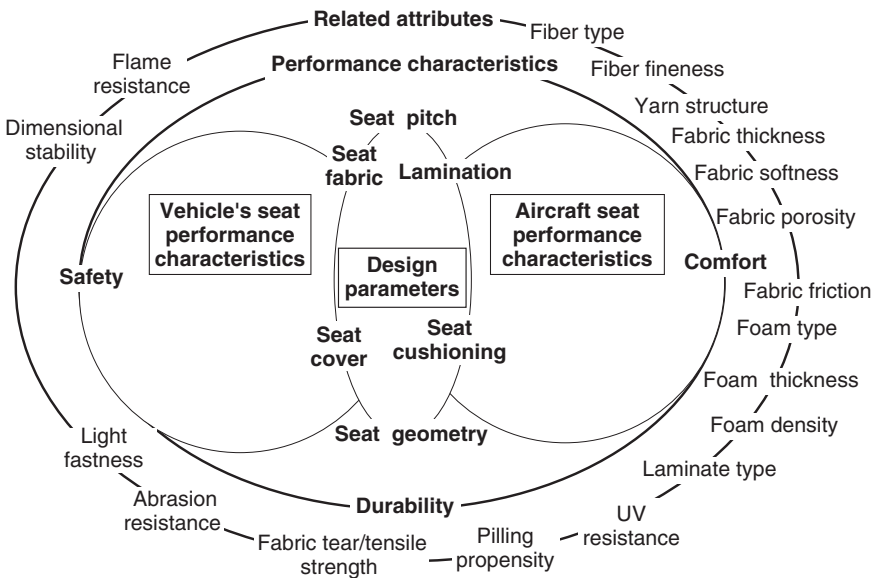 Related attributes
Fiber type
Performance characteristics
Flame
resistance
Fiber fineness
Yarn structure
Seat pitch
Dimensional
stability
Fabric thickness
Seat
fabric
Lamination
Fabric softness
Vehicle's seat
performance
characteristics
Aircraft seat
performance
characteristics
Fabric porosity
Safety
Design
parameters
Comfort
Fabric friction
Seat
cover
Seat
cushioning
Foam type
Foam thickness
Foam density
Light
fastness
Seat geometry
Laminate type
Abrasion
resistance
Durability
UV
resistance
Fabric tear/tensile
strength
Pilling
propensity